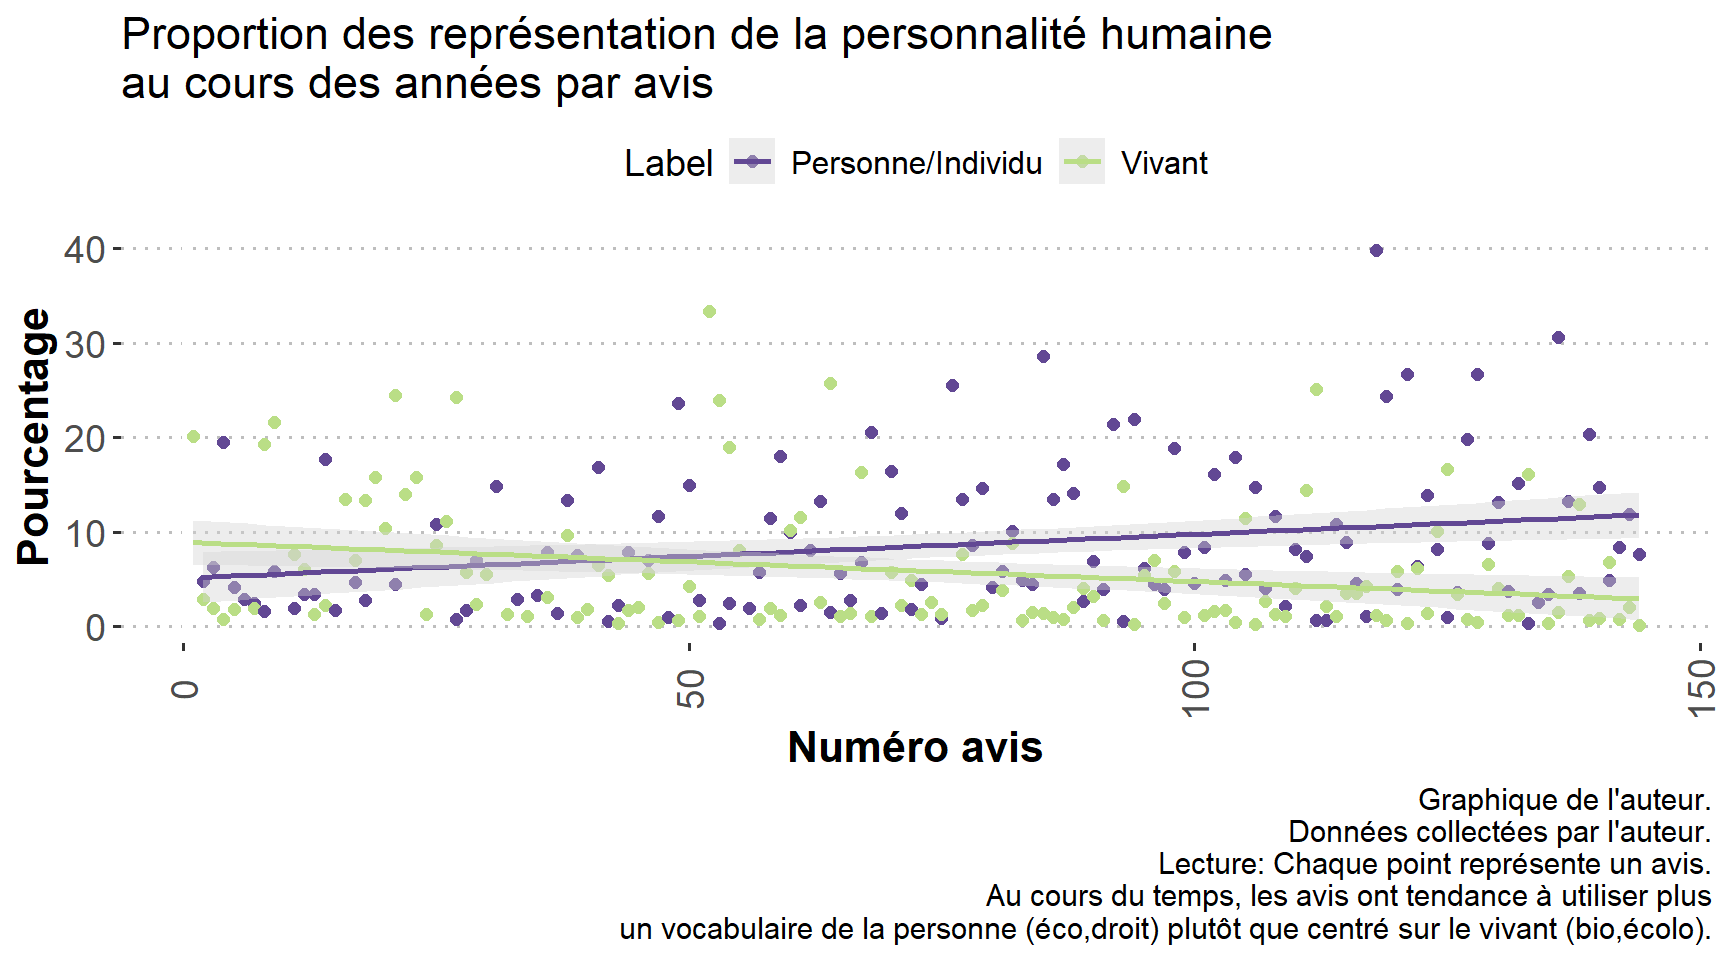 Proportion des représentation de la personnalité humaine
au cours des années par avis
Label Personne/Individu Vivant
Pourcentage
40
30
20
10
0
0 50 100 150
Numéro avis
Graphique de l'auteur.
Données collectées par l'auteur.
Lecture: Chaque point représente un avis.
Au cours du temps, les avis ont tendance à utiliser plus
un vocabulaire de la personne (éco,droit) plutôt que centré sur le vivant (bio,écolo).